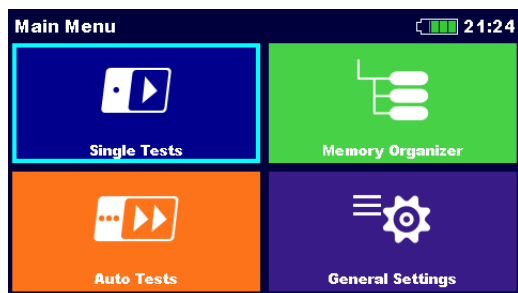 Main Menu 21:24
Single Tests
Memory Organizer
Auto Tests
General Settings